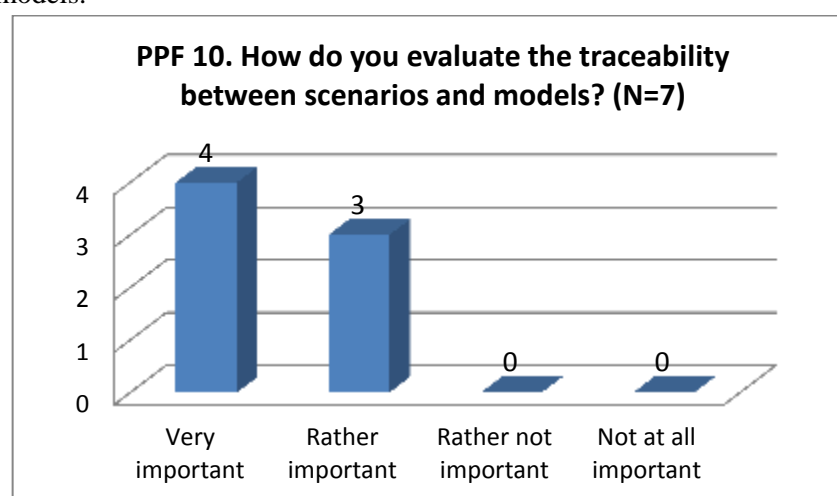 models.
PPF 10. How do you evaluate the traceability
between scenarios and models? (N=7)
4
3
0
0
4
3
2
1
0
Very
important
Rather
important
Rather not
important
Not at all
important